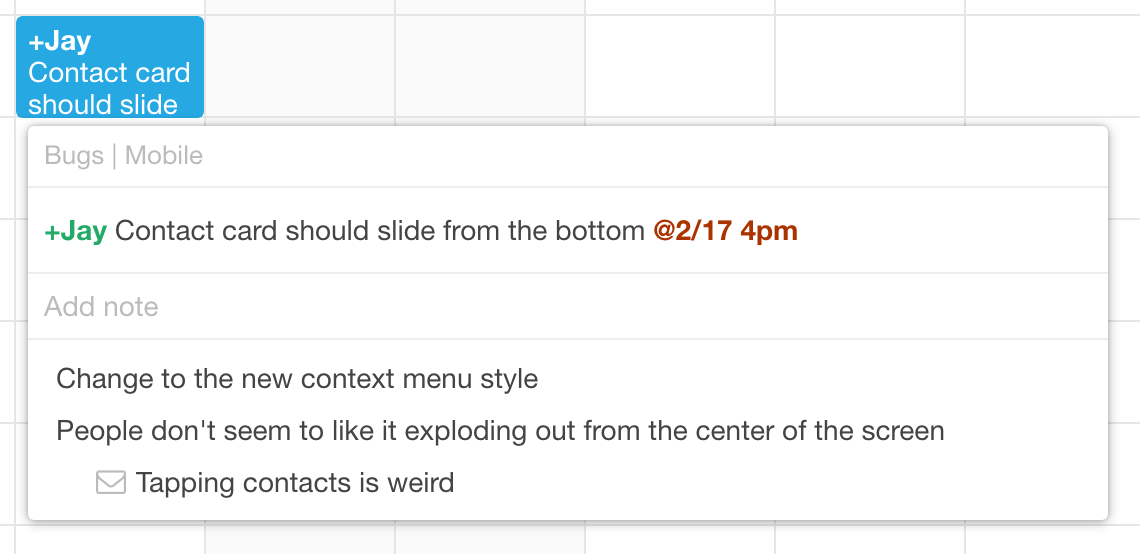 +Jay
Contact card
should slide
Bugs | Mobile
+Jay Contact card should slide from the bottom @2/17 4pm
Add note
Change to the new context menu style
People don't seem to like it exploding out from the center of the screen
Tapping contacts is weird